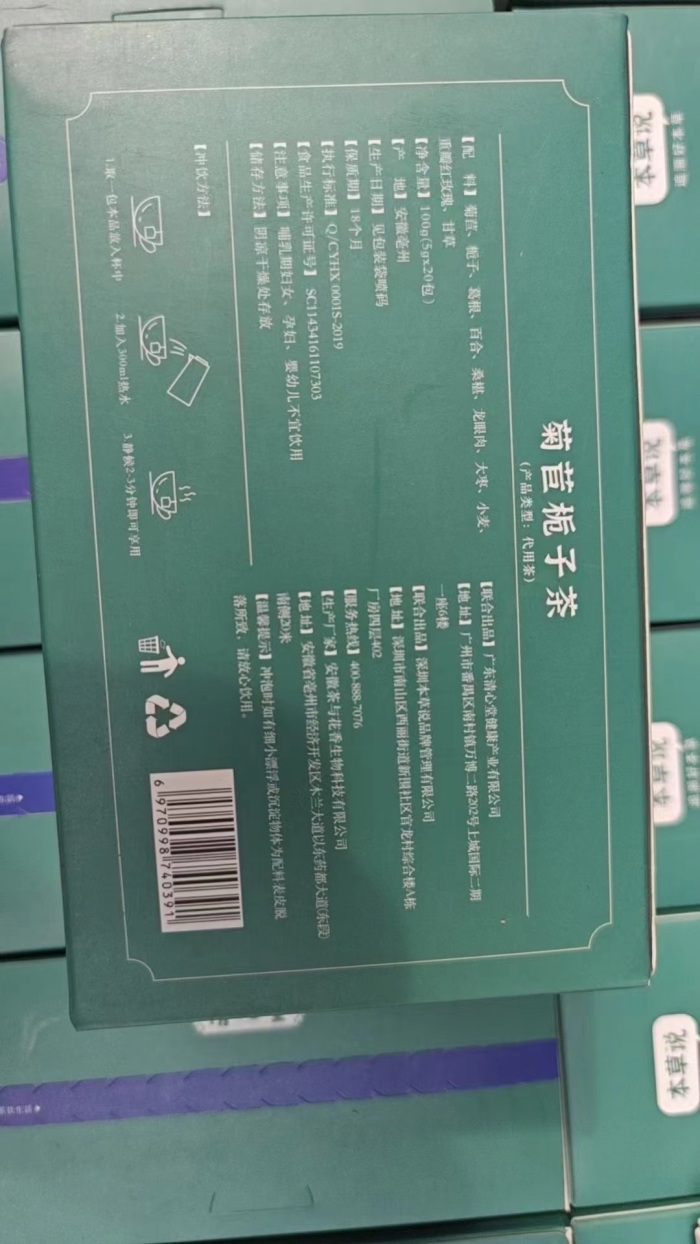 菊苣栀子茶
(产品类型：代用茶)
【配 料】菊苣、栀子、葛根、百合、桑椹、龙眼肉、大枣、小麦、
重瓣红玫瑰、甘草
【净含量】100g(5gx20包)
【产 地】安徽亳州
【生产日期】见包装袋喷码
【保质期】18个月
【执行标准】Q/CYHX 0001S-2019
【食品生产许可证号】SC11434161107303
【注意事项】哺乳期妇女、孕妇、婴幼儿不宜饮用
【储存方法】阴凉干燥处存放
【冲饮方法】
1.取一包本品放入杯中
2.加入300ml热水
3.静候2-3分钟即可享用
【联合出品】广东清心堂健康产业有限公司
【地 址】广州市番禺区南村镇万博二路202号上城国际二期
一座6楼
【联合出品】深圳本草说品牌管理有限公司
【地 址】深圳市南山区西丽街道新围社区官龙村综合楼A栋
厂房四层402
【服务热线】400-888-7076
【生产厂家】安徽茶与花香生物科技有限公司
【地 址】安徽省亳州市经济开发区木兰大道以东药都大道(东段)
南侧20米
【温馨提示】冲泡时如有细小漂浮或沉淀物体为配料表皮脱
落所致，请放心饮用。
6 970998 740391
本草说
本草说
本草说
本草说